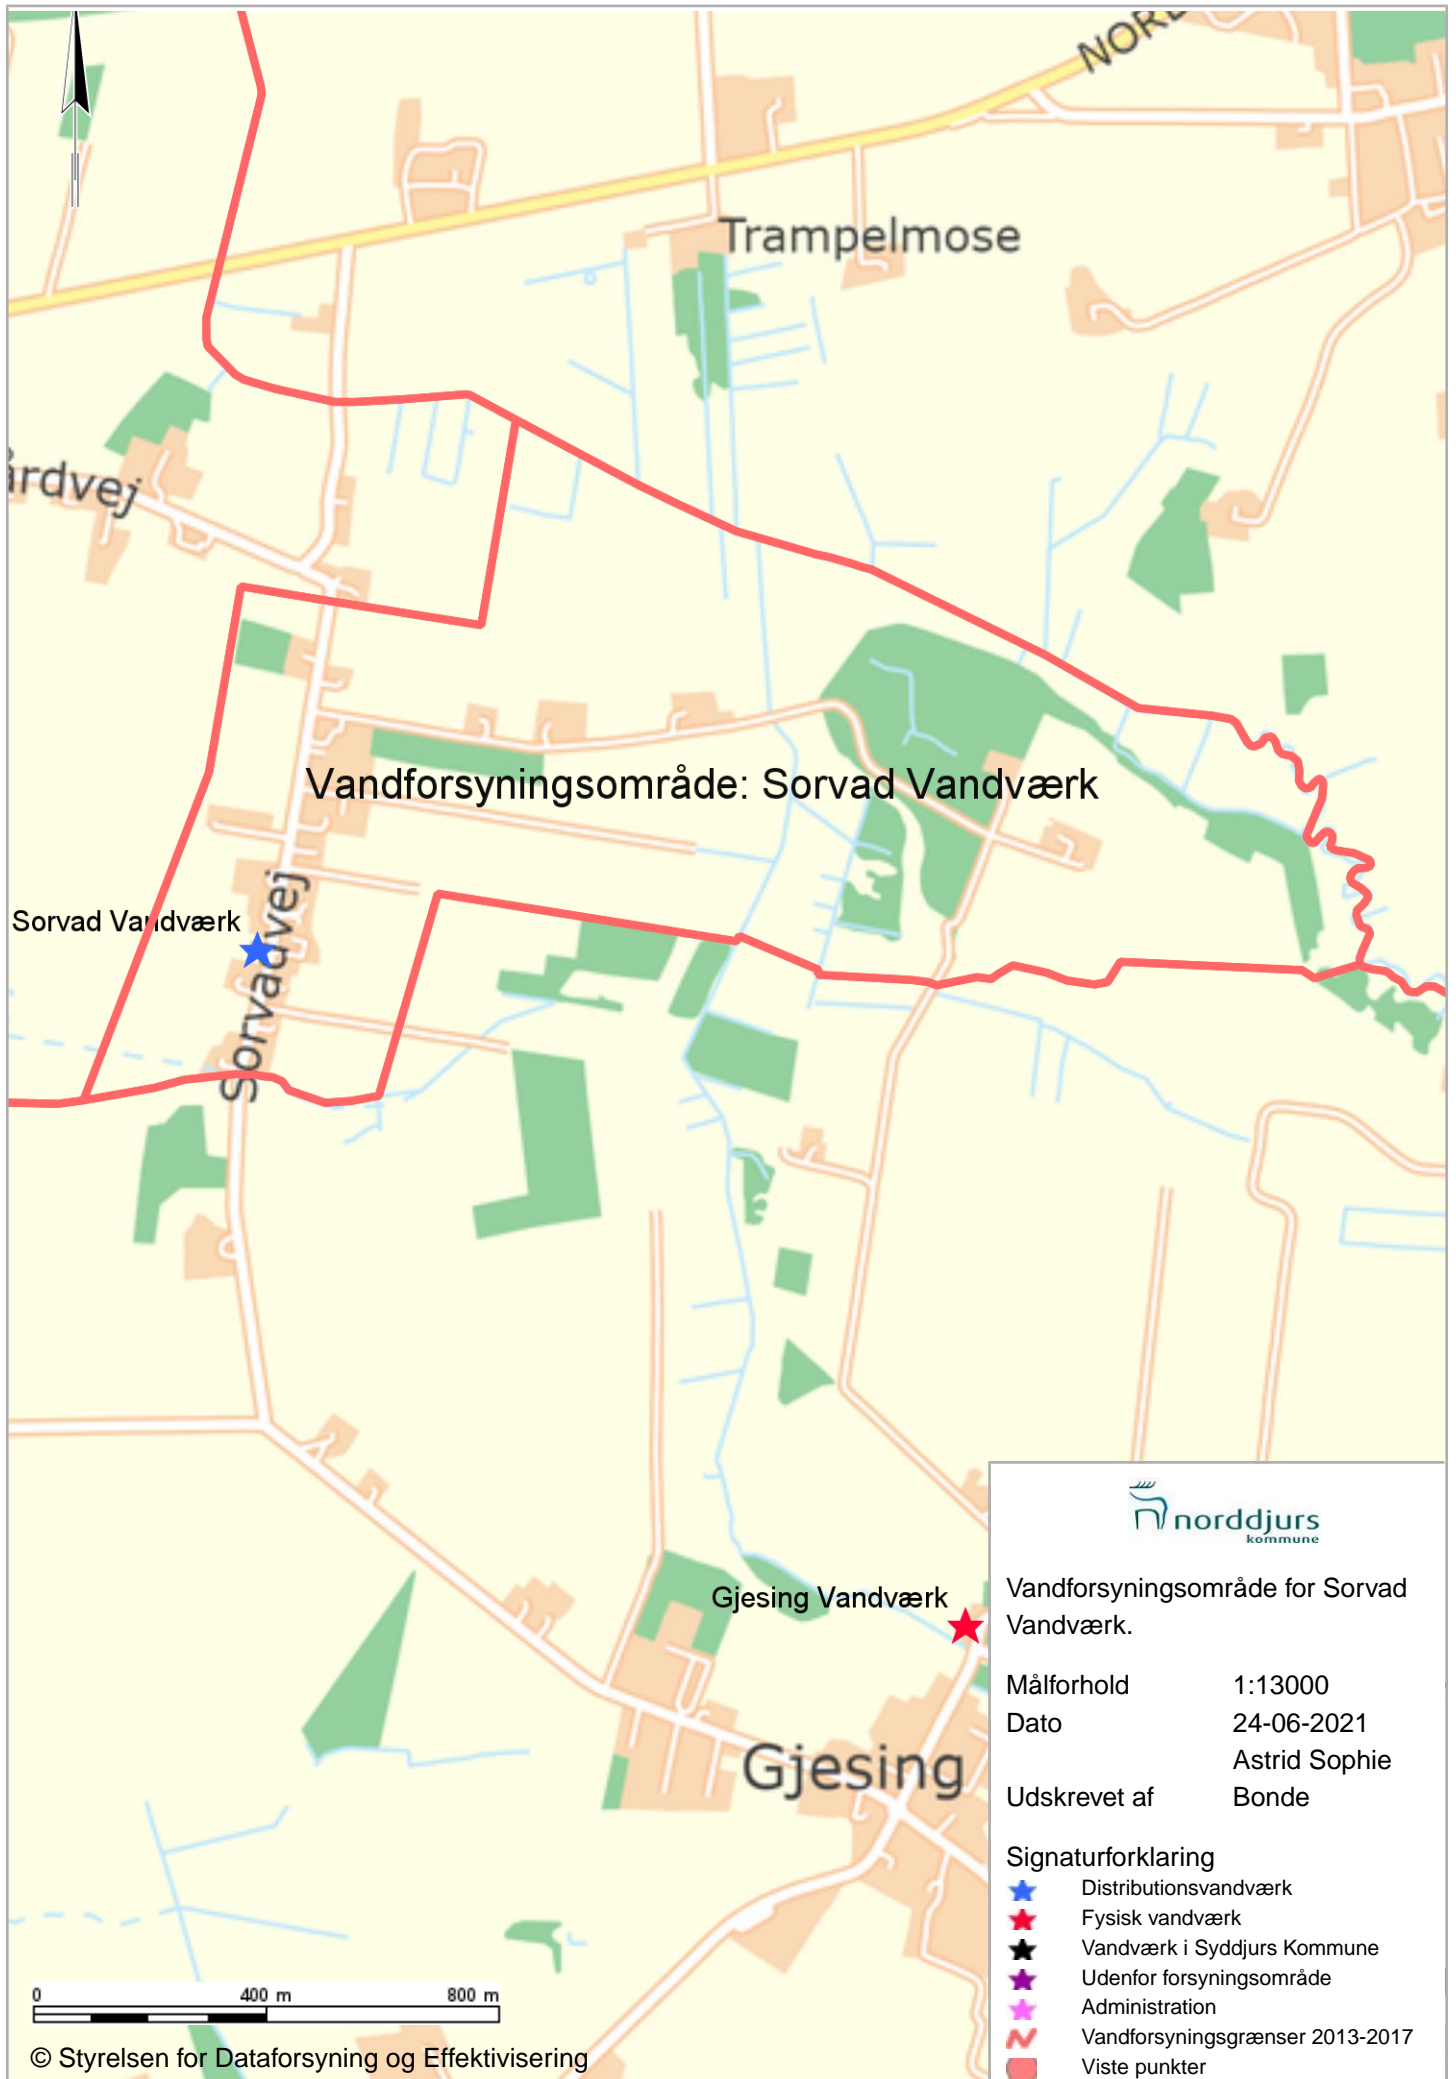 Trampelmose
årdvej
Vandforsyningsområde: Sorvad Vandværk
Sorvad Vandværk
Sorvadvej
Gjesing Vandværk
Gjesing
norddjurs
kommune
Vandforsyningsområde for Sorvad
Vandværk.
Målforhold 1:13000
Dato 24-06-2021
Astrid Sophie
Udskrevet af Bonde
Signaturforklaring
Distributionsvandværk
Fysisk vandværk
Vandværk i Syddjurs Kommune
Udenfor forsyningsområde
Administration
Vandforsyningsgrænser 2013-2017
Viste punkter
0 400 m 800 m
© Styrelsen for Dataforsyning og Effektivisering